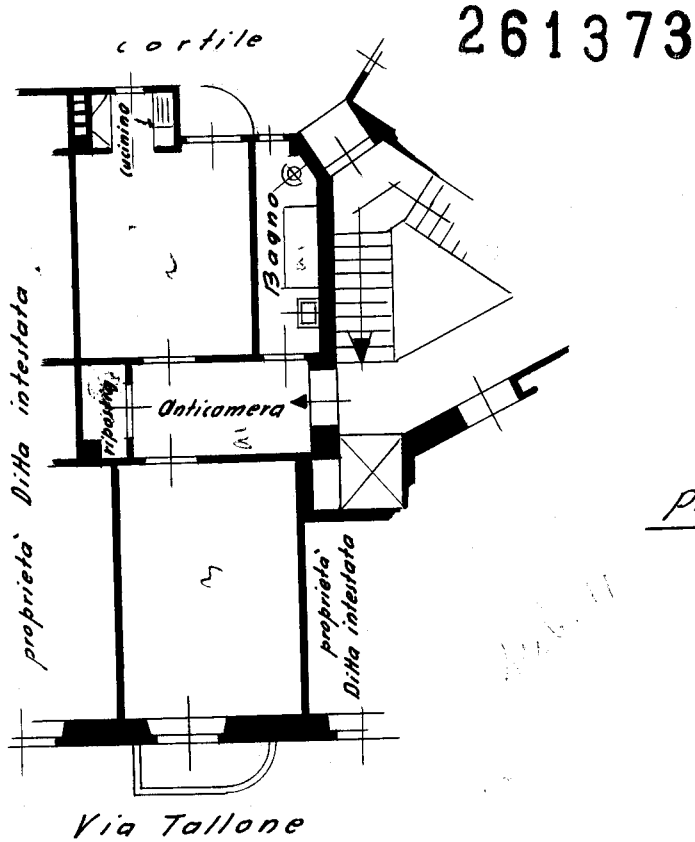 261373
cortile
cucinino
Bagno
ripostiglio
Anticamera
proprietà Ditta intestata
proprietà
Ditta intestata
Via Tallone